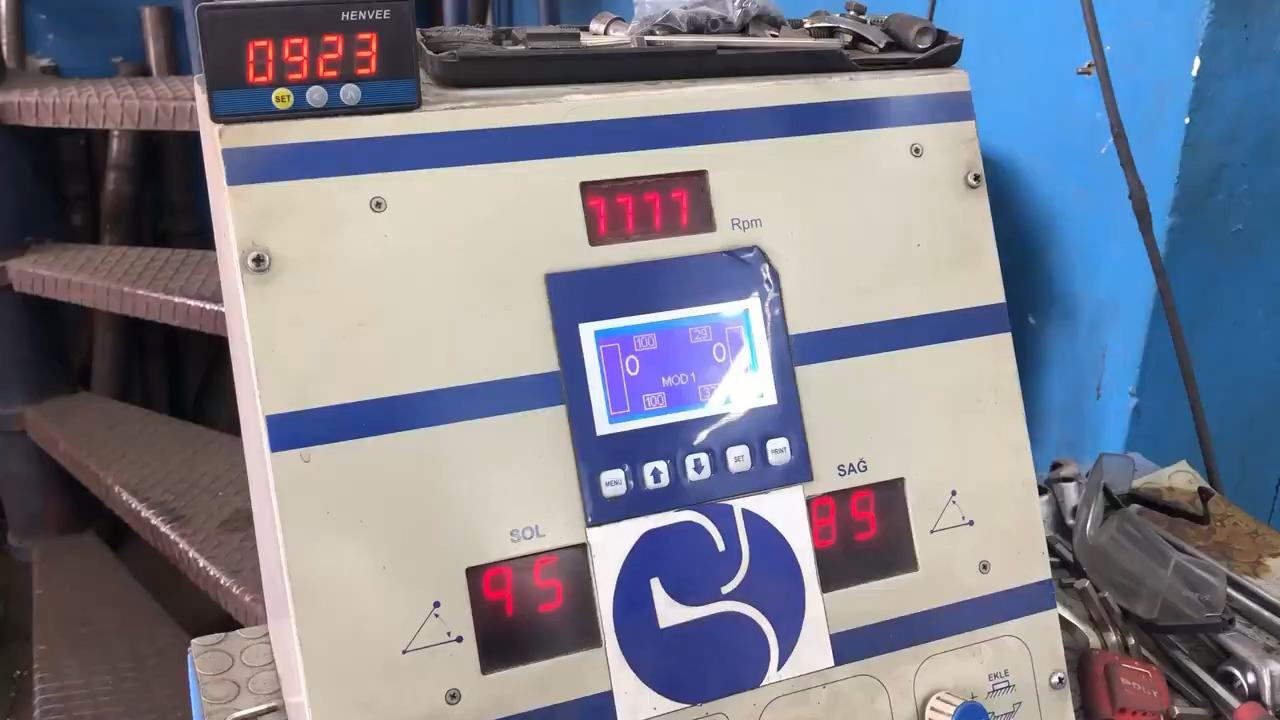 HENVEE
0923
SET
7777
Rpm
100
29
0
0
MOD 1
100
MENU
SET
PRINT
SAĞ
89
SOL
95
EKLE